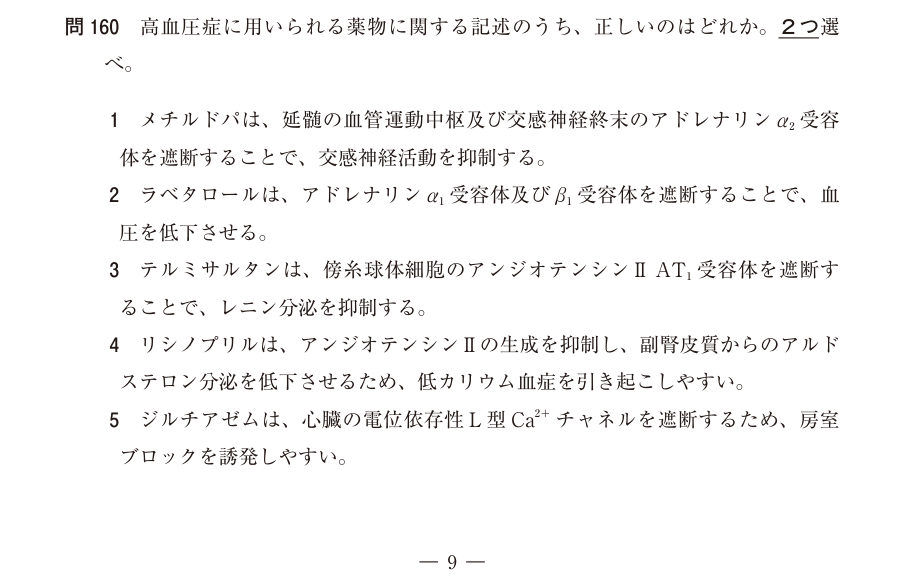 問 160 高血圧症に用いられる薬物に関する記述のうち、正しいのはどれか。２つ選
べ。
1 メチルドパは、延髄の血管運動中枢及び交感神経終末のアドレナリン α₂ 受容
体を遮断することで、交感神経活動を抑制する。
2 ラベタロールは、アドレナリン α₁ 受容体及び β₁ 受容体を遮断することで、血
圧を低下させる。
3 テルミサルタンは、傍糸球体細胞のアンジオテンシンⅡ AT₁ 受容体を遮断す
ることで、レニン分泌を抑制する。
4 リシノプリルは、アンジオテンシンⅡの生成を抑制し、副腎皮質からのアルド
ステロン分泌を低下させるため、低カリウム血症を引き起こしやすい。
5 ジルチアゼムは、心臓の電位依存性 L 型 Ca²⁺ チャネルを遮断するため、房室
ブロックを誘発しやすい。
― 9 ―